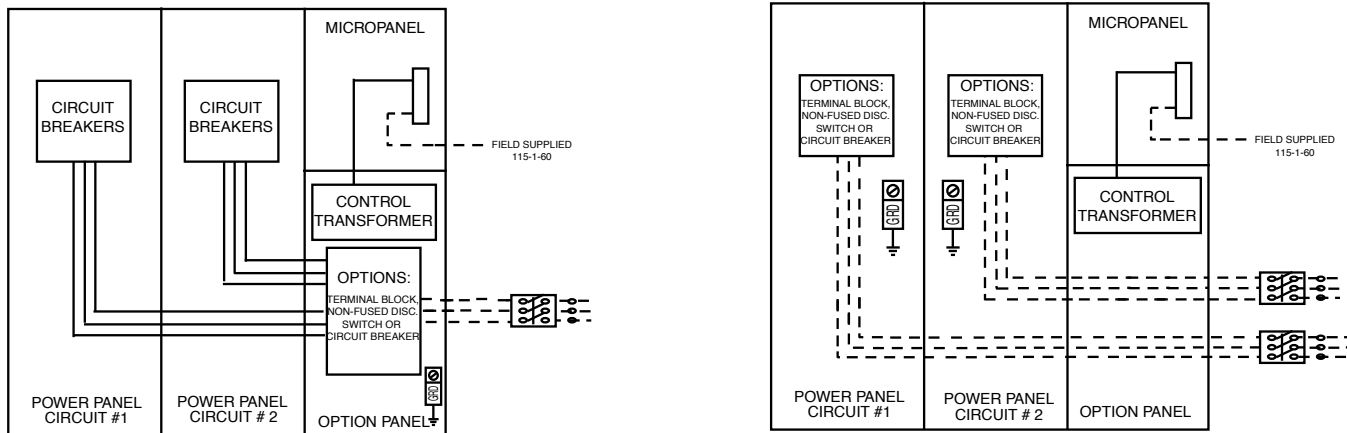 MICROPANEL
CIRCUIT
BREAKERS
CIRCUIT
BREAKERS
FIELD SUPPLIED
115-1-60
CONTROL
TRANSFORMER
OPTIONS:
TERMINAL BLOCK,
NON-FUSED DISC.
SWITCH OR
CIRCUIT BREAKER
GRD
POWER PANEL
CIRCUIT #1
POWER PANEL
CIRCUIT # 2
OPTION PANEL
MICROPANEL
OPTIONS:
TERMINAL BLOCK,
NON-FUSED DISC.
SWITCH OR
CIRCUIT BREAKER
OPTIONS:
TERMINAL BLOCK,
NON-FUSED DISC.
SWITCH OR
CIRCUIT BREAKER
FIELD SUPPLIED
115-1-60
GRD
GRD
CONTROL
TRANSFORMER
POWER PANEL
CIRCUIT #1
POWER PANEL
CIRCUIT # 2
OPTION PANEL